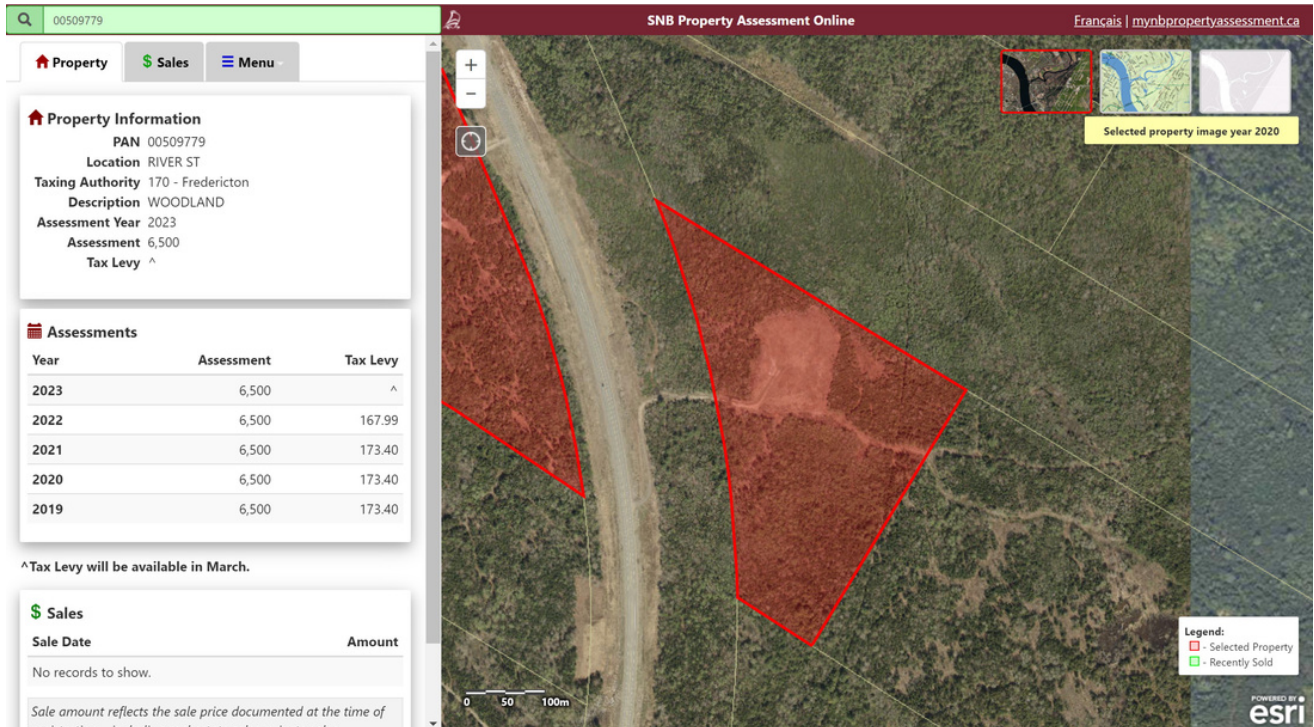 00509779
SNB Property Assessment Online
Français | mynbpropertyassessment.ca
Property
$ Sales
Menu
Property Information
PAN 00509779
Location RIVER ST
Taxing Authority 170 - Fredericton
Description WOODLAND
Assessment Year 2023
Assessment 6,500
Tax Levy ^
Assessments
Year Assessment Tax Levy
2023 6,500 ^
2022 6,500 167.99
2021 6,500 173.40
2020 6,500 173.40
2019 6,500 173.40
^Tax Levy will be available in March.
$ Sales
Sale Date Amount
No records to show.
Sale amount reflects the sale price documented at the time of
+
−
Selected property image year 2020
0 50 100m
Legend:
- Selected Property
- Recently Sold
POWERED BY
esri